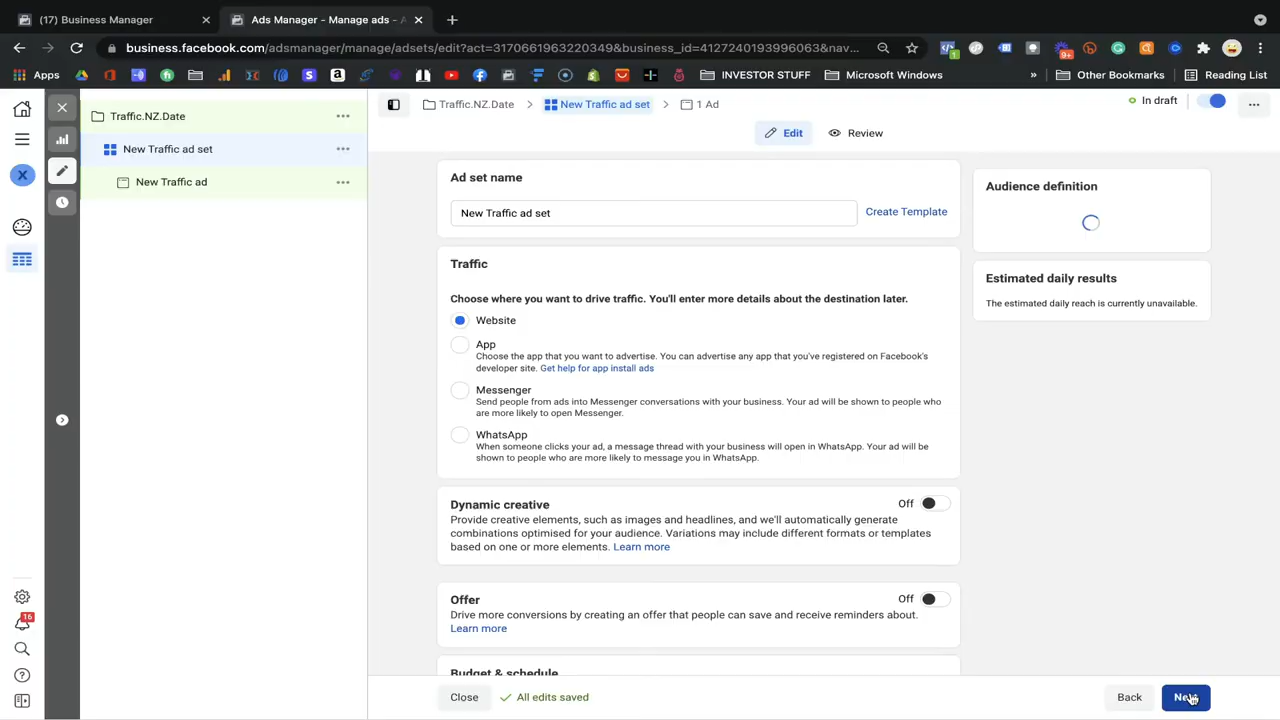 (17) Business Manager
Ads Manager - Manage ads - A
business.facebook.com/adsmanager/manage/adsets/edit?act=3170661963220349&business_id=412724019399606​3&nav...
Apps
INVESTOR STUFF
Microsoft Windows
»
Other Bookmarks
Reading List
Traffic.NZ.Date
New Traffic ad set
1 Ad
In draft
Traffic.NZ.Date
New Traffic ad set
New Traffic ad
X
16
Edit
Review
Ad set name
New Traffic ad set
Create Template
Traffic
Choose where you want to drive traffic. You'll enter more details about the destination later.
Website
App
Choose the app that you want to advertise. You can advertise any app that you've registered on Facebook's
developer site. Get help for app install ads
Messenger
Send people from ads into Messenger conversations with your business. Your ad will be shown to people who
are more likely to open Messenger.
WhatsApp
When someone clicks your ad, a message thread with your business will open in WhatsApp. Your ad will be
shown to people who are more likely to message you in WhatsApp.
Dynamic creative
Off
Provide creative elements, such as images and headlines, and we'll automatically generate
combinations optimised for your audience. Variations may include different formats or templates
based on one or more elements. Learn more
Offer
Off
Drive more conversions by creating an offer that people can save and receive reminders about.
Learn more
Budget & schedule
Audience definition
Estimated daily results
The estimated daily reach is currently unavailable.
Close
All edits saved
Back
Next